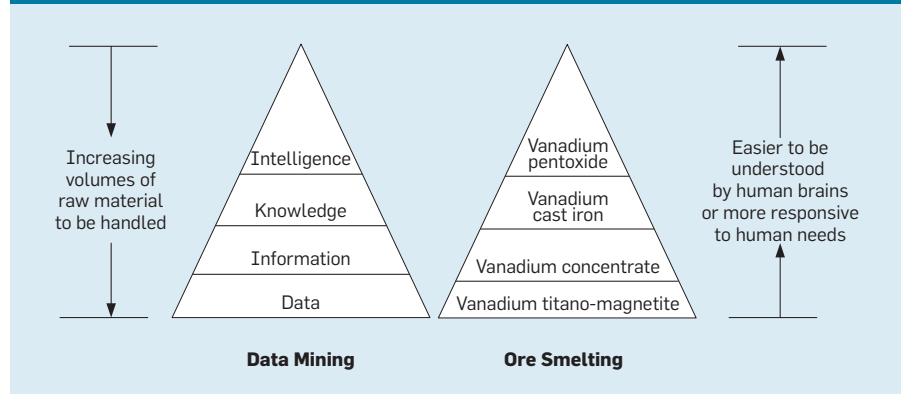 Increasing
volumes of
raw material
to be handled
Intelligence
Knowledge
Information
Data
Data Mining
Vanadium
pentoxide
Vanadium
cast iron
Vanadium concentrate
Vanadium titano-magnetite
Ore Smelting
Easier to be
understood
by human brains
or more responsive
to human needs